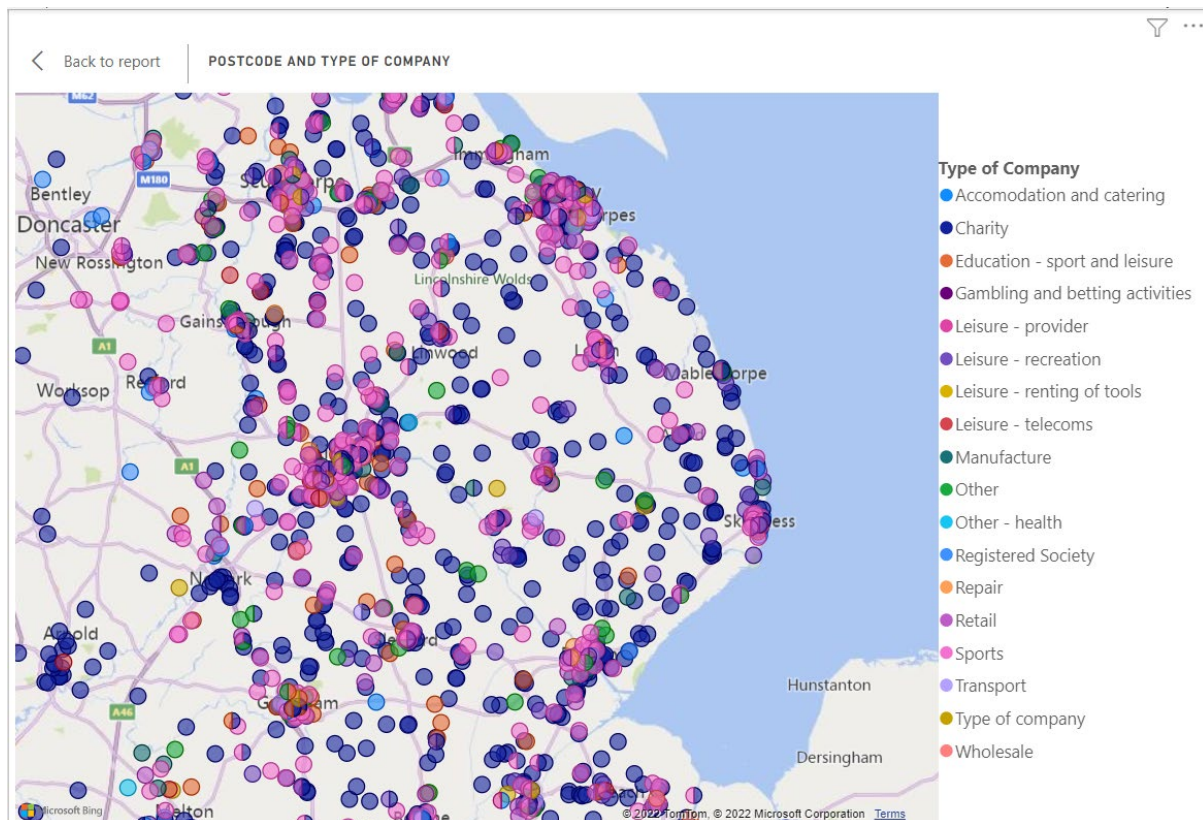 Back to report
POSTCODE AND TYPE OF COMPANY
M62
Immingham
Bentley
M180
Doncaster
New Rossington
Lincolnshire Wolds
A1
Linwood
Worksop
A1
Arnold
A46
Hunstanton
Dersingham
Microsoft Bing
© 2022 TomTom, © 2022 Microsoft Corporation Terms
Type of Company
Accomodation and catering
Charity
Education - sport and leisure
Gambling and betting activities
Leisure - provider
Leisure - recreation
Leisure - renting of tools
Leisure - telecoms
Manufacture
Other
Other - health
Registered Society
Repair
Retail
Sports
Transport
Type of company
Wholesale